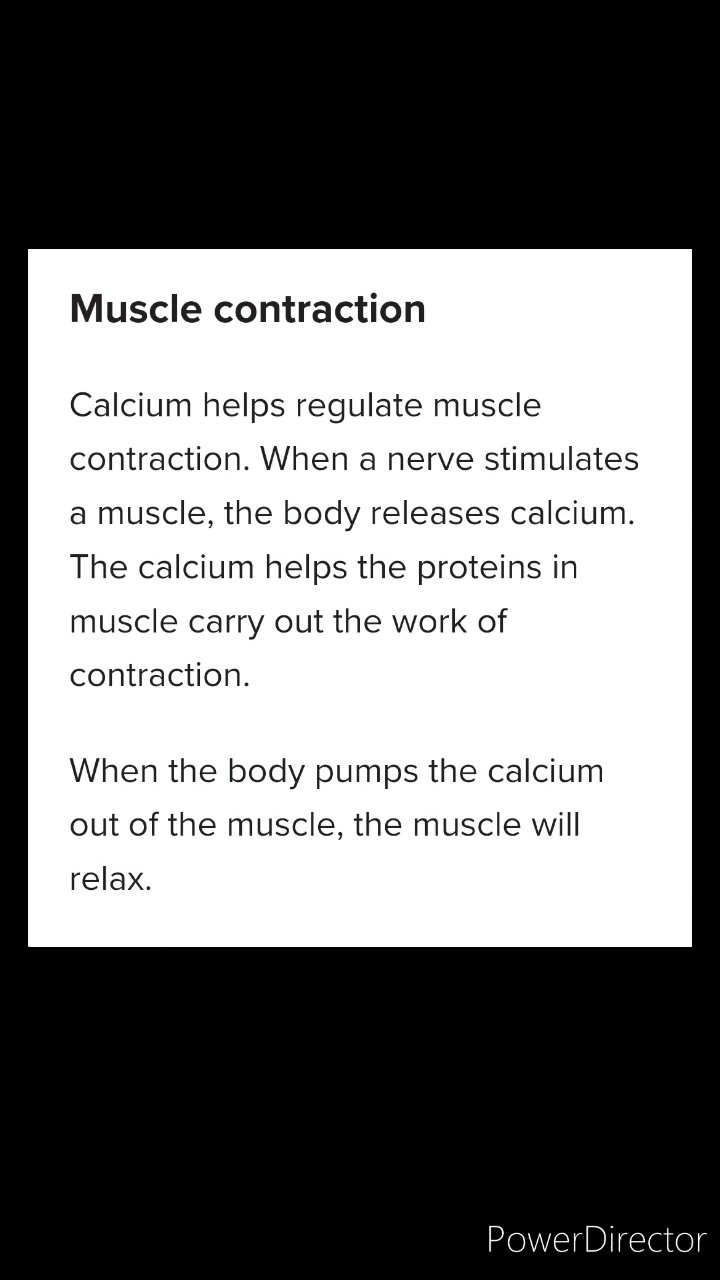 Muscle contraction
Calcium helps regulate muscle
contraction. When a nerve stimulates
a muscle, the body releases calcium.
The calcium helps the proteins in
muscle carry out the work of
contraction.
When the body pumps the calcium
out of the muscle, the muscle will
relax.
PowerDirector